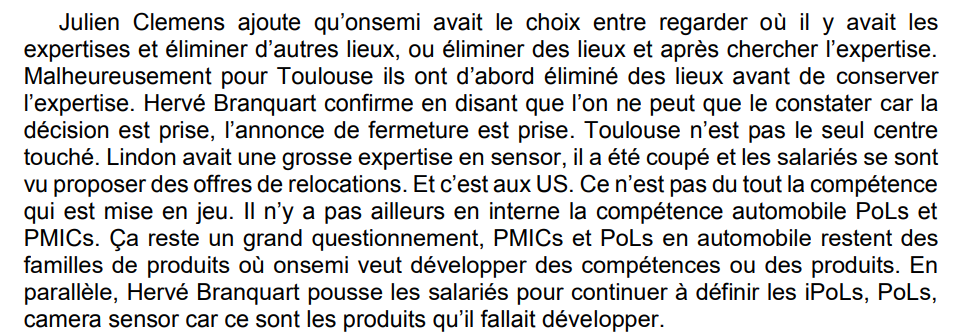 Julien Clemens ajoute qu’onsemi avait le choix entre regarder où il y avait les
expertises et éliminer d’autres lieux, ou éliminer des lieux et après chercher l’expertise.
Malheureusement pour Toulouse ils ont d’abord éliminé des lieux avant de conserver
l’expertise. Hervé Branquart confirme en disant que l’on ne peut que le constater car la
décision est prise, l’annonce de fermeture est prise. Toulouse n’est pas le seul centre
touché. Lindon avait une grosse expertise en sensor, il a été coupé et les salariés se sont
vu proposer des offres de relocations. Et c’est aux US. Ce n’est pas du tout la compétence
qui est mise en jeu. Il n’y a pas ailleurs en interne la compétence automobile PoLs et
PMICs. Ça reste un grand questionnement, PMICs et PoLs en automobile restent des
familles de produits où onsemi veut développer des compétences ou des produits. En
parallèle, Hervé Branquart pousse les salariés pour continuer à définir les iPoLs, PoLs,
camera sensor car ce sont les produits qu’il fallait développer.